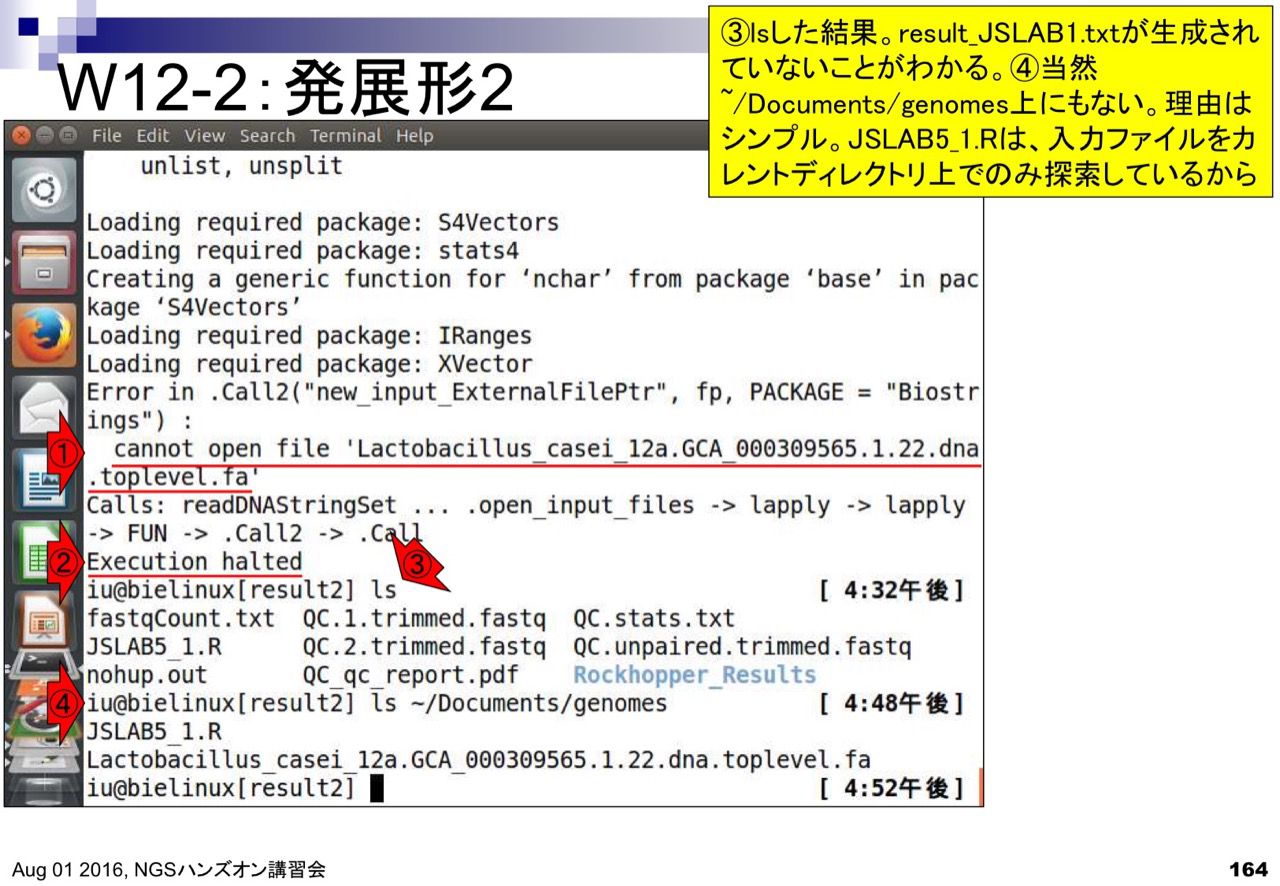 ③lsした結果。result_JSLAB1.txtが生成され
ていないことがわかる。④当然
~/Documents/genomes上にもない。理由は
シンプル。JSLAB5_1.Rは、入力ファイルをカ
レントディレクトリ上でのみ探索しているから
W12-2:発展形2
File Edit View Search Terminal Help
unlist, unsplit
Loading required package: S4Vectors
Loading required package: stats4
Creating a generic function for ‘nchar’ from package ‘base’ in pac
kage ‘S4Vectors’
Loading required package: IRanges
Loading required package: XVector
Error in .Call2("new_input_ExternalFilePtr", fp, PACKAGE = "Biostr
ings") :
① cannot open file 'Lactobacillus_casei_12a.GCA_000309565.1.22.dna
.toplevel.fa'
Calls: readDNAStringSet ... .open_input_files -> lapply -> lapply
-> FUN -> .Call2 -> .Call
② Execution halted ③
iu@bielinux[result2] ls [ 4:32午後]
fastqCount.txt QC.1.trimmed.fastq QC.stats.txt
JSLAB5_1.R QC.2.trimmed.fastq QC.unpaired.trimmed.fastq
nohup.out QC_qc_report.pdf Rockhopper_Results
④ iu@bielinux[result2] ls ~/Documents/genomes [ 4:48午後]
JSLAB5_1.R
Lactobacillus_casei_12a.GCA_000309565.1.22.dna.toplevel.fa
iu@bielinux[result2] [ 4:52午後]
Aug 01 2016, NGSハンズオン講習会
164